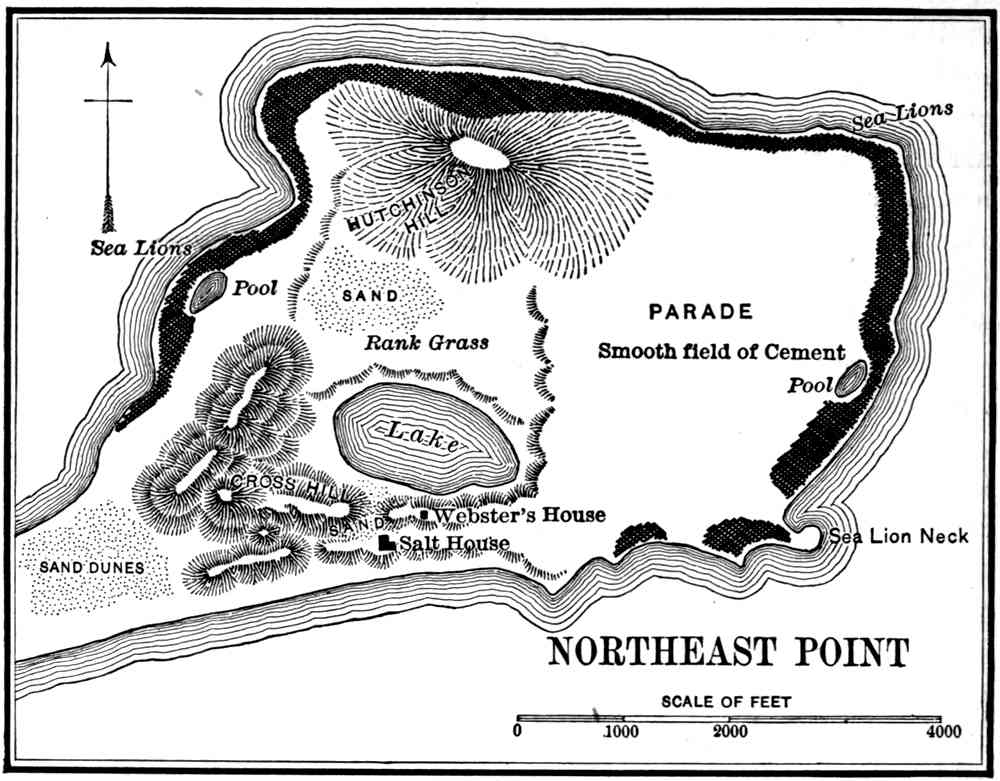 Sea Lions
HUTCHINSON
HILL
Sea Lions
Pool
SAND
PARADE
Rank Grass
Smooth field of Cement
Pool
Lake
CROSS HILL
SAND
Webster's House
Salt House
Sea Lion Neck
SAND DUNES
NORTHEAST POINT
SCALE OF FEET
0 1000 2000 4000